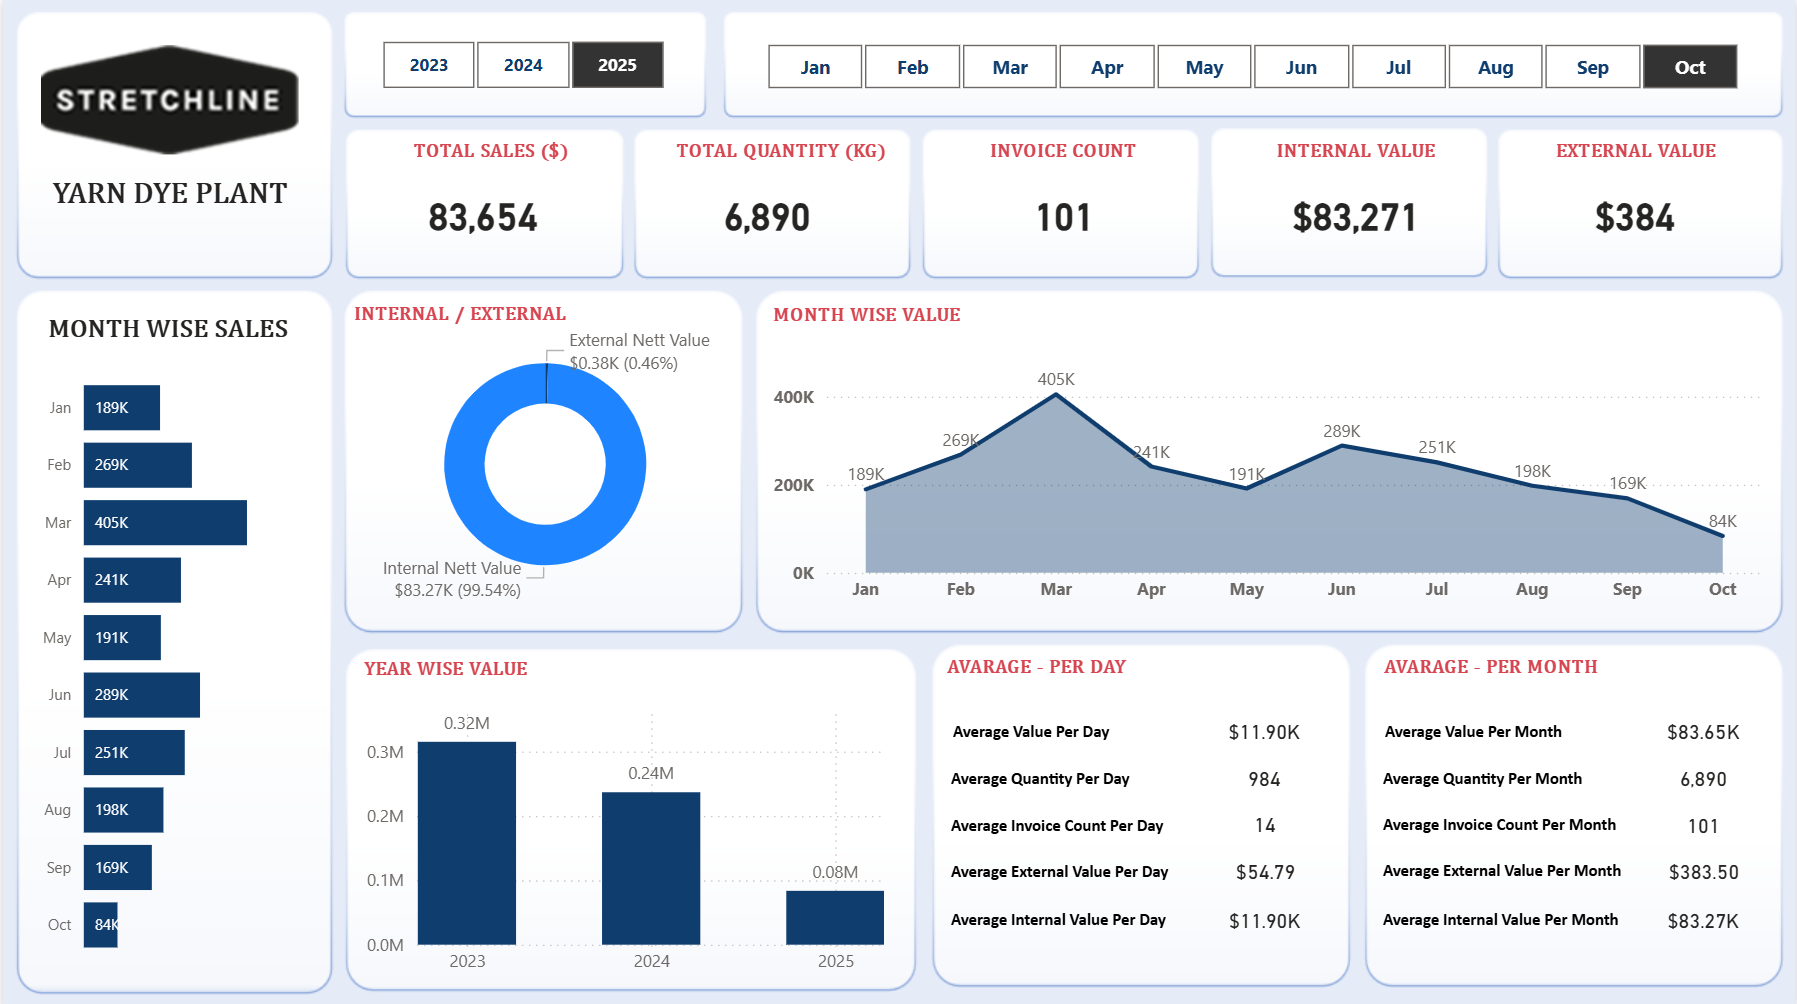 STRETCHLINE
YARN DYE PLANT
2023 2024 2025
Jan Feb Mar Apr May Jun Jul Aug Sep Oct
TOTAL SALES ($)
83,654
TOTAL QUANTITY (KG)
6,890
INVOICE COUNT
101
INTERNAL VALUE
$83,271
EXTERNAL VALUE
$384
MONTH WISE SALES
Jan 189K
Feb 269K
Mar 405K
Apr 241K
May 191K
Jun 289K
Jul 251K
Aug 198K
Sep 169K
Oct 84K
INTERNAL / EXTERNAL
External Nett Value
$0.38K (0.46%)
Internal Nett Value
$83.27K (99.54%)
MONTH WISE VALUE
400K
200K
0K
189K 269K 405K 241K 191K 289K 251K 198K 169K 84K
Jan Feb Mar Apr May Jun Jul Aug Sep Oct
YEAR WISE VALUE
0.3M
0.2M
0.1M
0.0M
0.32M 0.24M 0.08M
2023 2024 2025
AVARAGE - PER DAY
Average Value Per Day $11.90K
Average Quantity Per Day 984
Average Invoice Count Per Day 14
Average External Value Per Day $54.79
Average Internal Value Per Day $11.90K
AVARAGE - PER MONTH
Average Value Per Month $83.65K
Average Quantity Per Month 6,890
Average Invoice Count Per Month 101
Average External Value Per Month $383.50
Average Internal Value Per Month $83.27K